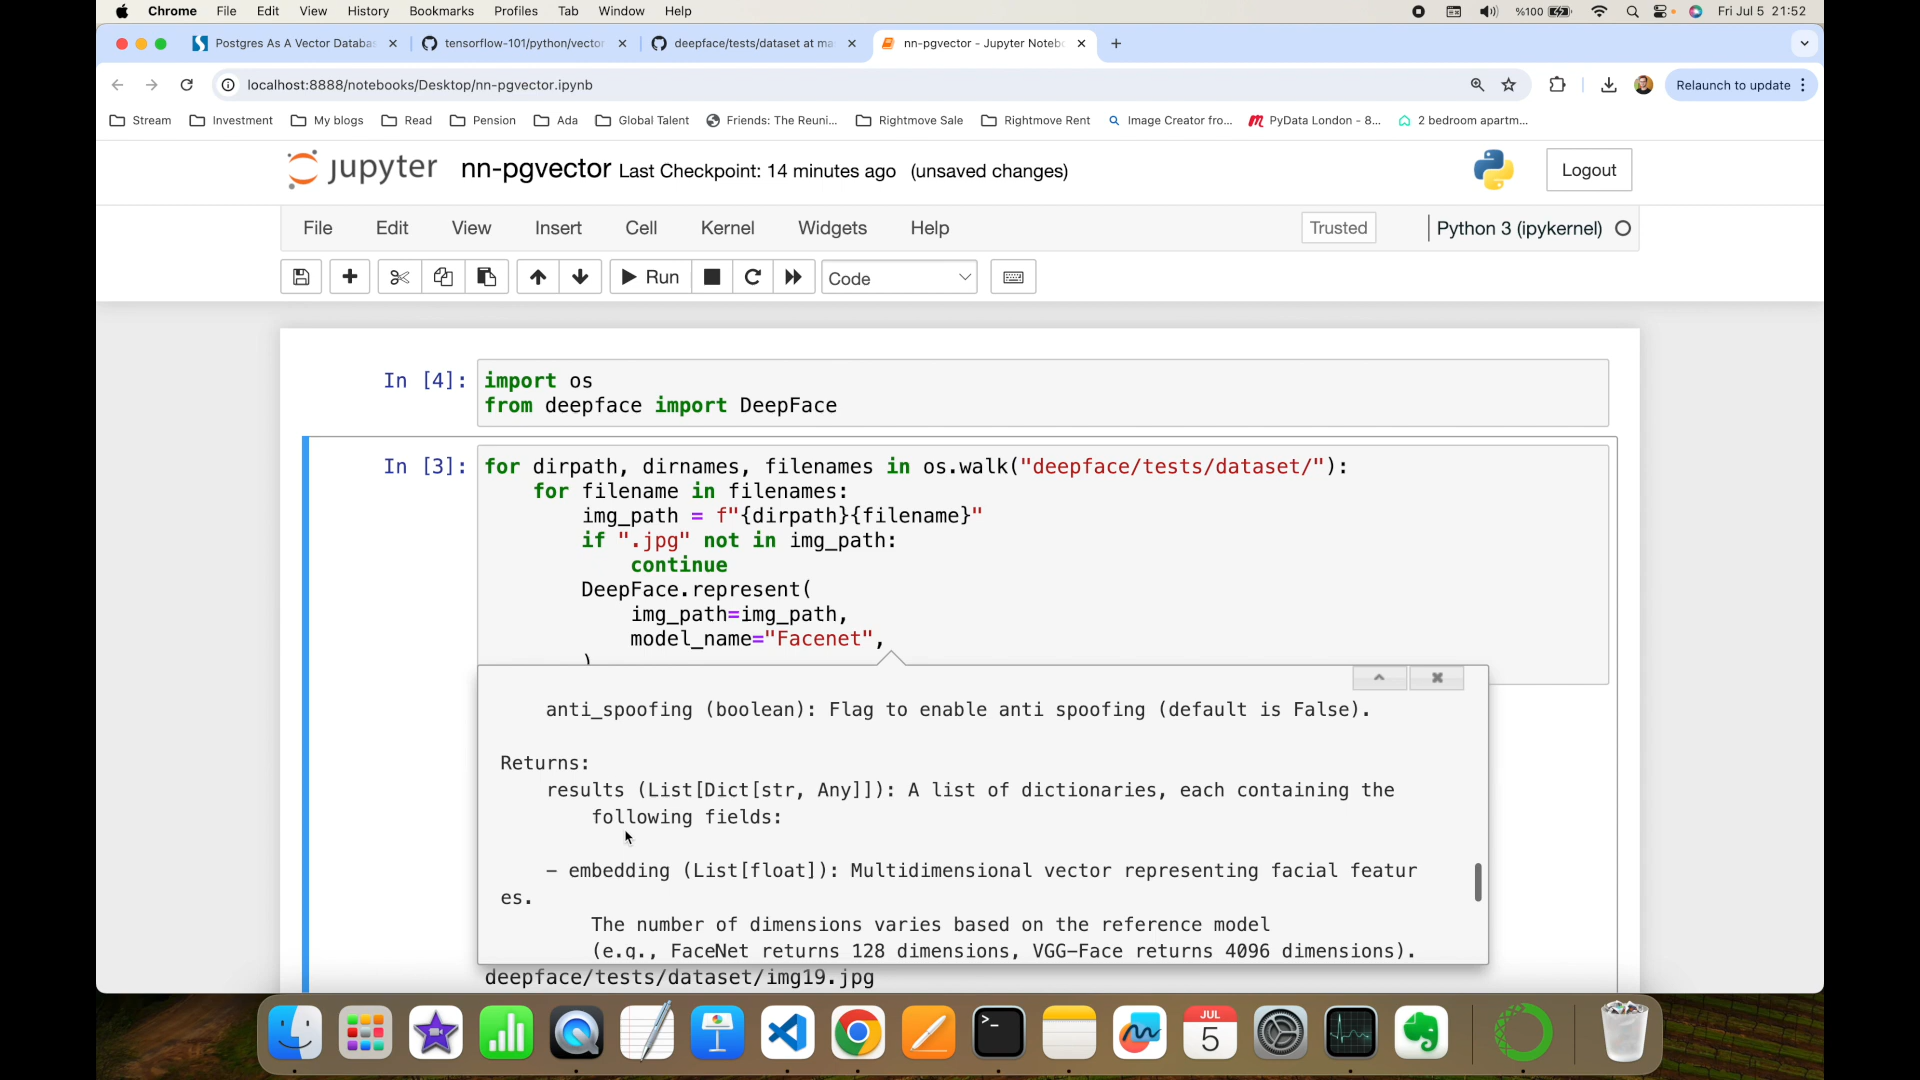 Chrome File Edit View History Bookmarks Profiles Tab Window Help %100 Fri Jul 5 21:52
Postgres As A Vector Databas tensorflow-101/python/vector deepface/tests/dataset at ma nn-pgvector - Jupyter Noteb
localhost:8888/notebooks/Desktop/nn-pgvector.ipynb Relaunch to update
Stream Investment My blogs Read Pension Ada Global Talent Friends: The Reuni... Rightmove Sale Rightmove Rent Image Creator fro... PyData London - 8... 2 bedroom apartm...
jupyter nn-pgvector Last Checkpoint: 14 minutes ago (unsaved changes) Logout
File Edit View Insert Cell Kernel Widgets Help Trusted Python 3 (ipykernel)
Run Code
In [4]: import os
from deepface import DeepFace
In [3]: for dirpath, dirnames, filenames in os.walk("deepface/tests/dataset/"):
for filename in filenames:
img_path = f"{dirpath}{filename}"
if ".jpg" not in img_path:
continue
DeepFace.represent(
img_path=img_path,
model_name="Facenet",
)
anti_spoofing (boolean): Flag to enable anti spoofing (default is False).
Returns:
results (List[Dict[str, Any]]): A list of dictionaries, each containing the
following fields:
- embedding (List[float]): Multidimensional vector representing facial featur
es.
The number of dimensions varies based on the reference model
(e.g., FaceNet returns 128 dimensions, VGG-Face returns 4096 dimensions).
deepface/tests/dataset/img19.jpg
JUL
5